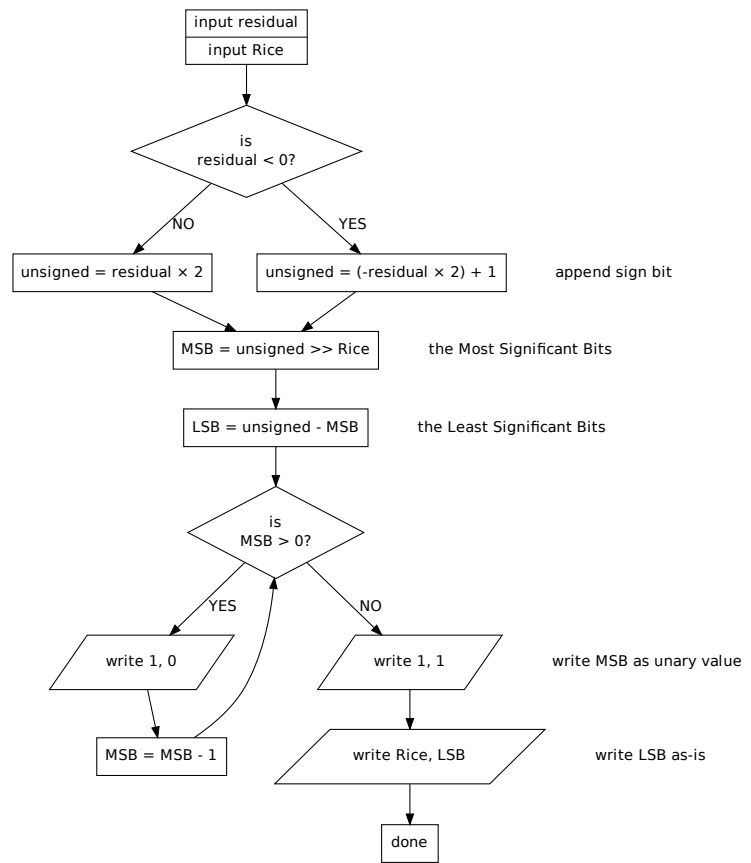 input residual
input Rice
is
residual < 0?
NO
YES
unsigned = residual × 2
unsigned = (-residual × 2) + 1
append sign bit
MSB = unsigned >> Rice
the Most Significant Bits
LSB = unsigned - MSB
the Least Significant Bits
is
MSB > 0?
YES
NO
write 1, 0
write 1, 1
write MSB as unary value
MSB = MSB - 1
write Rice, LSB
write LSB as-is
done